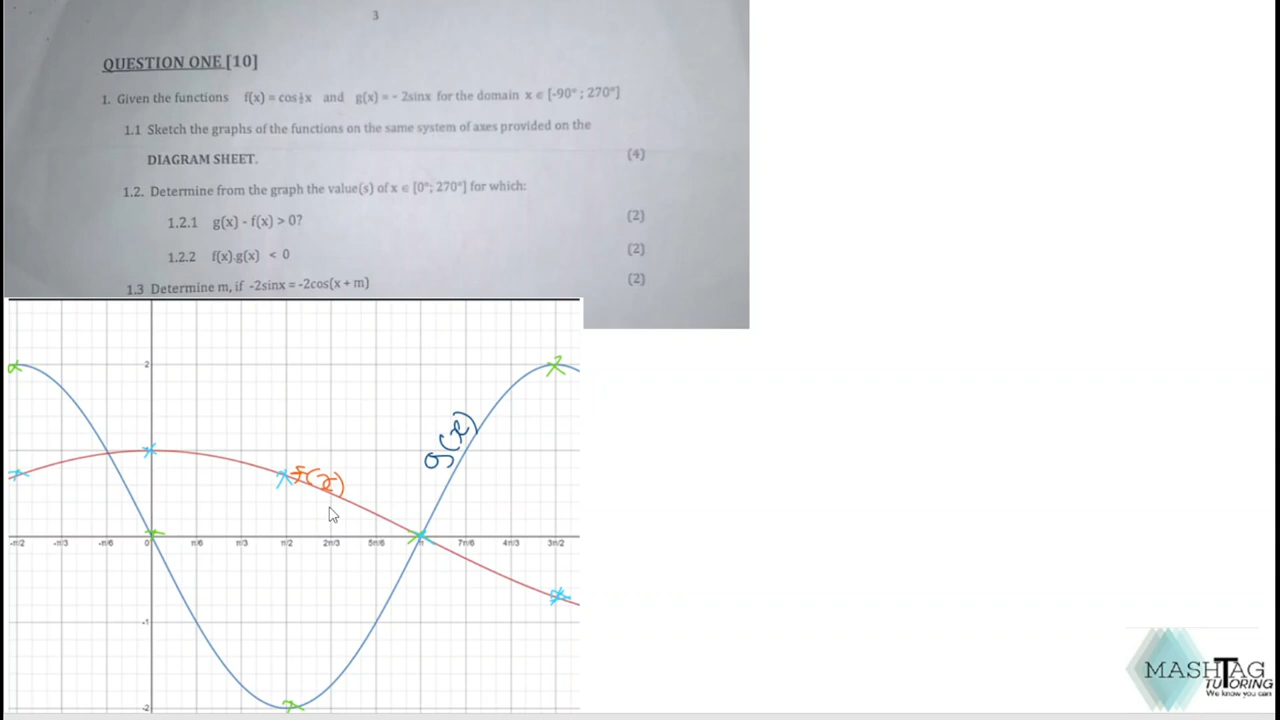 3
QUESTION ONE [10]
1. Given the functions f(x) = cos½x and g(x) = - 2sinx for the domain x ∈ [-90° ; 270°]
1.1 Sketch the graphs of the functions on the same system of axes provided on the
DIAGRAM SHEET. (4)
1.2. Determine from the graph the value(s) of x ∈ [0°; 270°] for which:
1.2.1 g(x) - f(x) > 0? (2)
1.2.2 f(x).g(x) < 0 (2)
1.3 Determine m, if -2sinx = -2cos(x + m) (2)
2
g(x)
f(x)
-π/2 -π/3 -π/6 0 π/6 π/3 π/2 2π/3 5π/6 π 7π/6 4π/3 3π/2
-1
-2
MASHTAG
TUTORING
We know you can